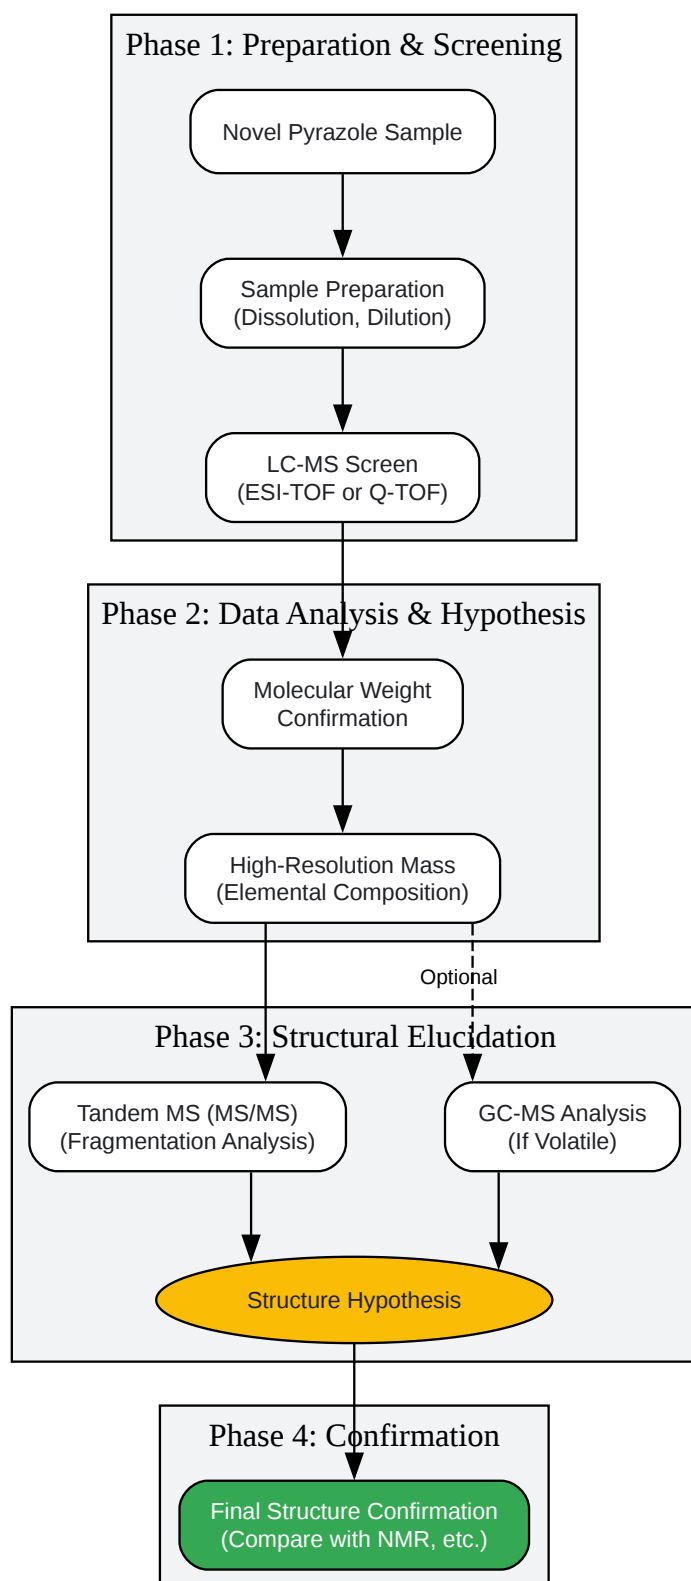 Phase 1: Preparation & Screening
Novel Pyrazole Sample
Sample Preparation
(Dissolution, Dilution)
LC-MS Screen
(ESI-TOF or Q-TOF)
Phase 2: Data Analysis & Hypothesis
Molecular Weight
Confirmation
High-Resolution Mass
(Elemental Composition)
Optional
Phase 3: Structural Elucidation
Tandem MS (MS/MS)
(Fragmentation Analysis)
GC-MS Analysis
(If Volatile)
Structure Hypothesis
Phase 4: Confirmation
Final Structure Confirmation
(Compare with NMR, etc.)